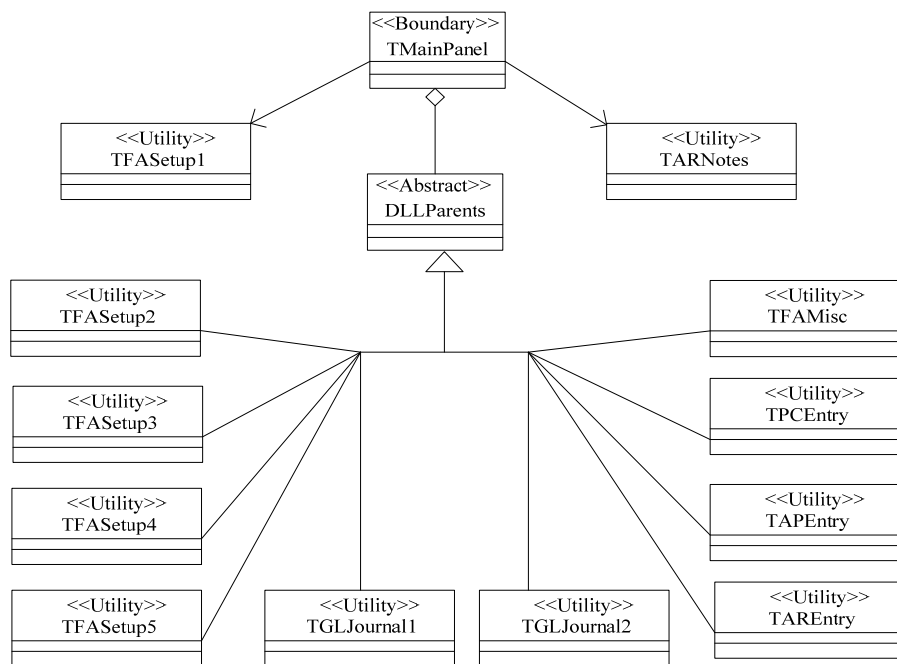 <<Boundary>>
TMainPanel
<<Utility>>
TFASetup1
<<Utility>>
TARNotes
<<Abstract>>
DLLParents
<<Utility>>
TFASetup2
<<Utility>>
TFAMisc
<<Utility>>
TFASetup3
<<Utility>>
TPCEntry
<<Utility>>
TFASetup4
<<Utility>>
TAPEntry
<<Utility>>
TFASetup5
<<Utility>>
TGLJournal1
<<Utility>>
TGLJournal2
<<Utility>>
TAREntry